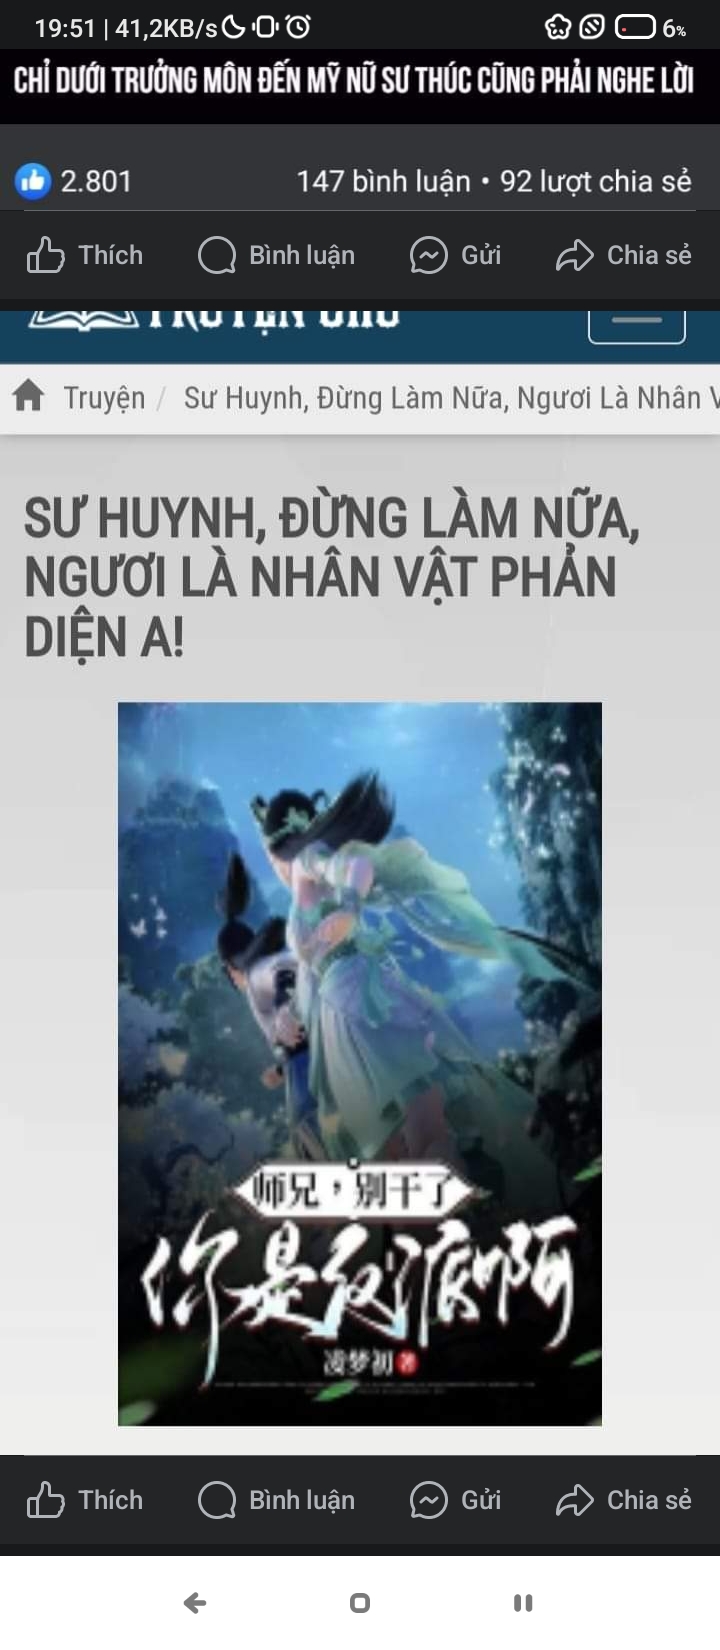 19:51 | 41,2KB/s 6%
CHỈ DƯỚI TRƯỞNG MÔN ĐẾN MỸ NỮ SƯ THÚC CŨNG PHẢI NGHE LỜI
2.801 147 bình luận • 92 lượt chia sẻ
Thích Bình luận Gửi Chia sẻ
Truyện / Sư Huynh, Đừng Làm Nữa, Ngươi Là Nhân V
SƯ HUYNH, ĐỪNG LÀM NỮA,
NGƯƠI LÀ NHÂN VẬT PHẢN
DIỆN A!
师兄，别干了
你是反派啊
凌梦初 著
Thích Bình luận Gửi Chia sẻ